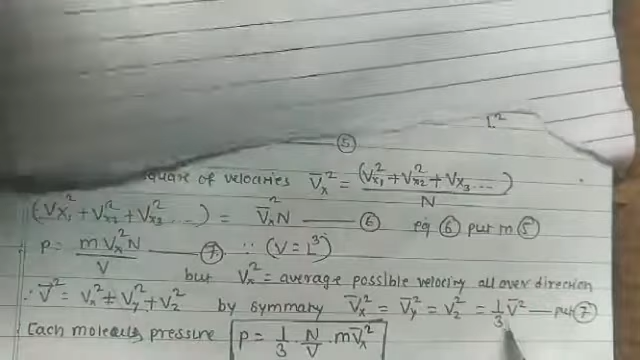 L²
⑤
square of velocities V̄ₓ² = (Vx₁² + Vx₂² + Vx₃...) / N
(Vx₁² + Vx₂² + Vx₃² ...) = V̄ₓ²N —— ⑥ eq ⑥ put in ⑤
P = mVₓ²N / V —— ⑦ ∵ (V = L³)
but Vₓ² = average possible velocity all over direction
∴ V̄² = Vₓ² + Vy² + Vz² by symmary V̄ₓ² = V̄y² = Vz² = 1/3 V̄² — put ⑦
Each molecules pressure P = 1/3 · N/V · mV̄ₓ²